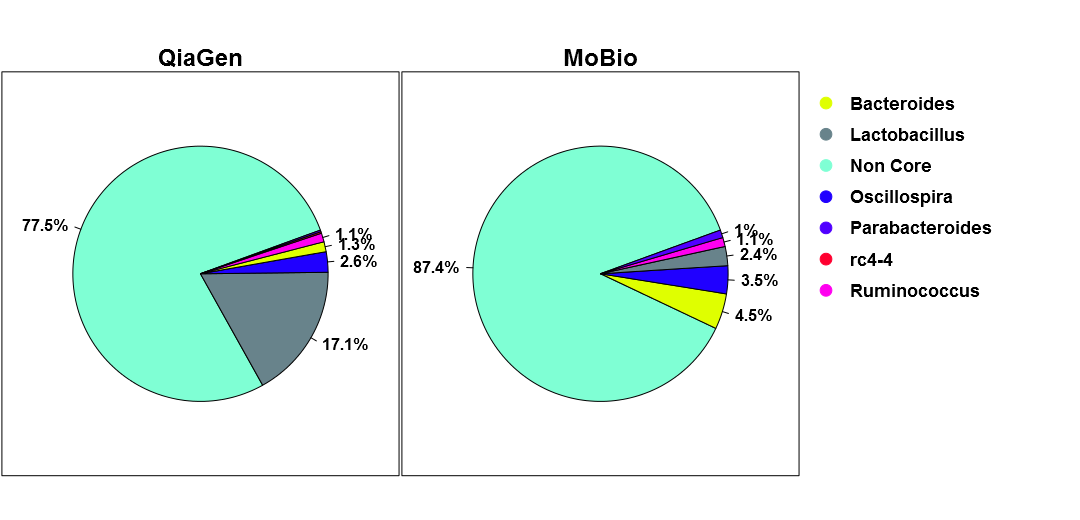 QiaGen
77.5%
1.1%
1.3%
2.6%
17.1%
MoBio
87.4%
1%
1.1%
2.4%
3.5%
4.5%
Bacteroides
Lactobacillus
Non Core
Oscillospira
Parabacteroides
rc4-4
Ruminococcus